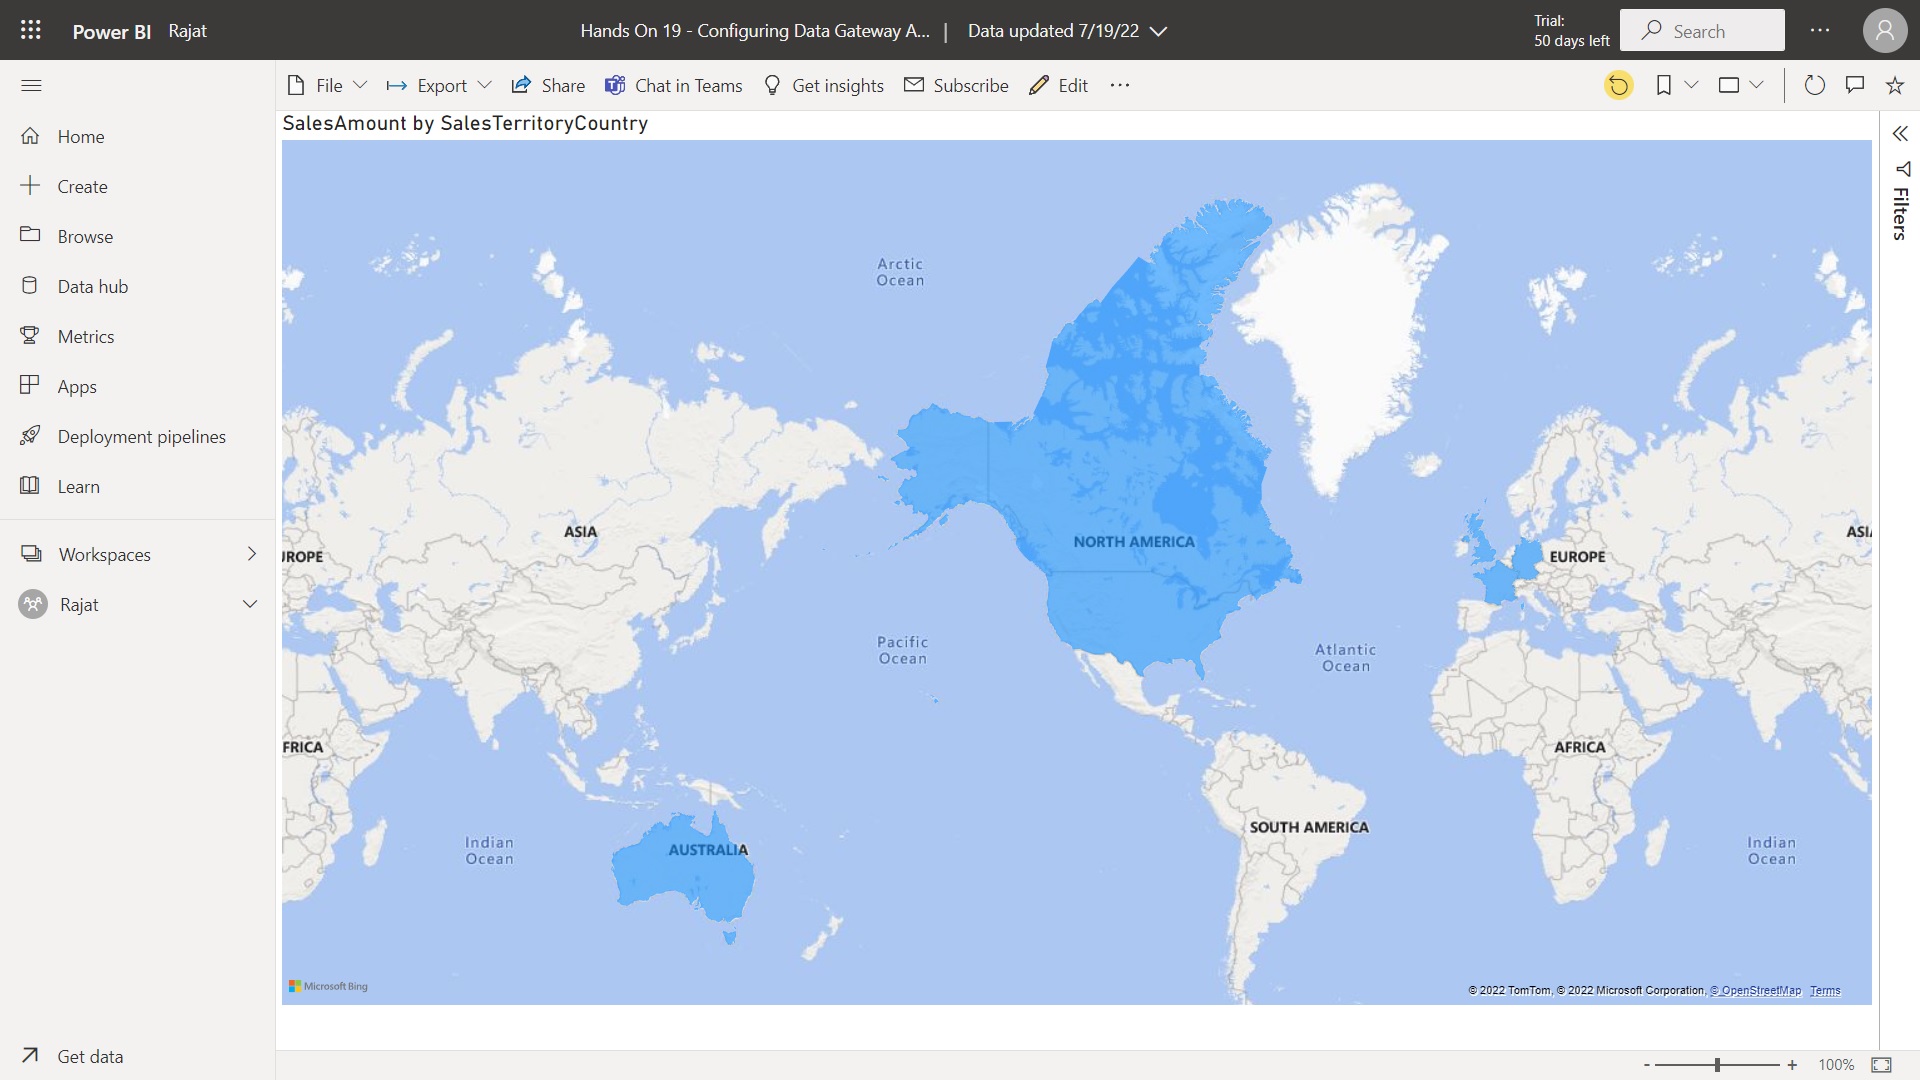 Power BI Rajat
Hands On 19 - Configuring Data Gateway A... | Data updated 7/19/22
Trial:
50 days left
Search
File
Export
Share
Chat in Teams
Get insights
Subscribe
Edit
Home
Create
Browse
Data hub
Metrics
Apps
Deployment pipelines
Learn
Workspaces
Rajat
Get data
SalesAmount by SalesTerritoryCountry
Arctic
Ocean
ASIA
UROPE
NORTH AMERICA
EUROPE
ASIA
Pacific
Ocean
Atlantic
Ocean
FRICA
AFRICA
SOUTH AMERICA
Indian
Ocean
AUSTRALIA
Indian
Ocean
Microsoft Bing
© 2022 TomTom, © 2022 Microsoft Corporation, © OpenStreetMap Terms
Filters
- + 100%